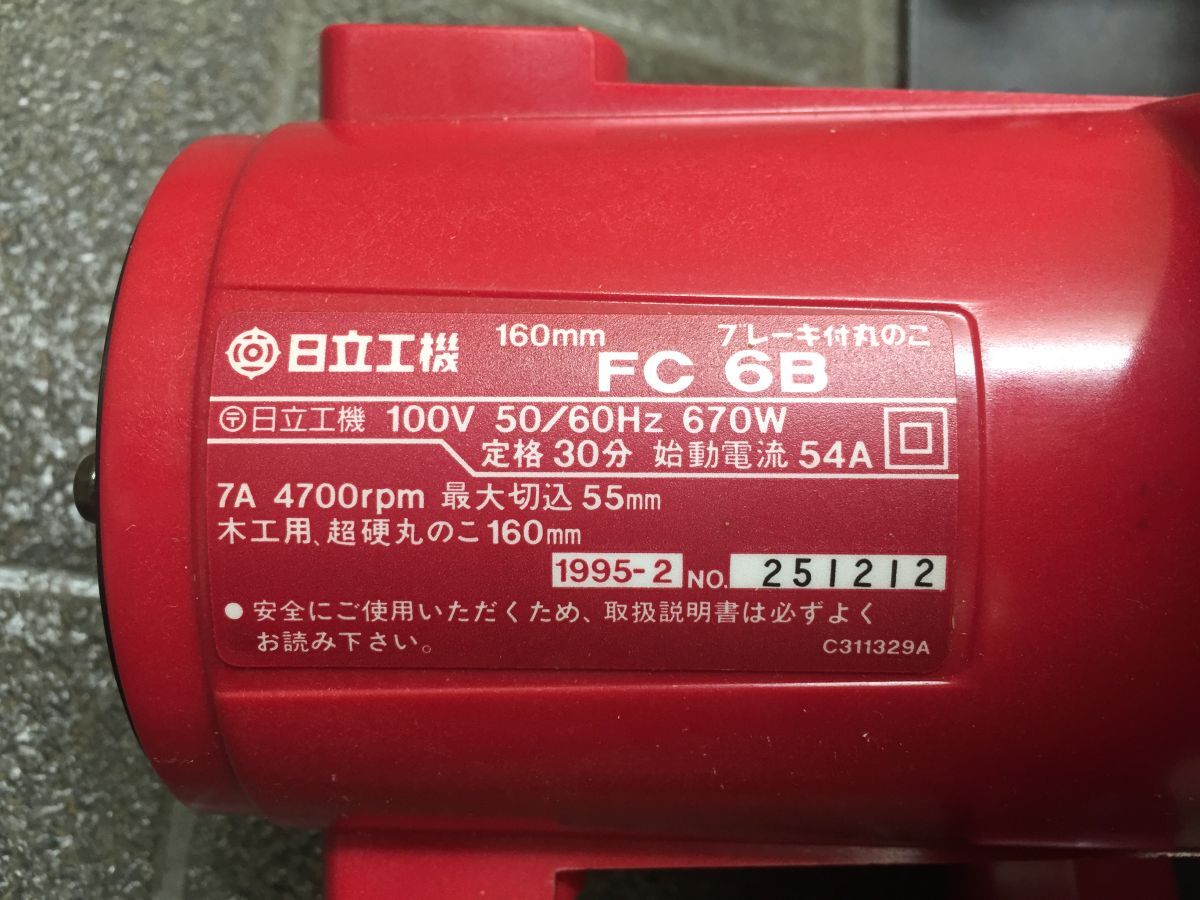 日立工機 160mm ブレーキ付丸のこ
FC 6B
〒日立工機 100V 50/60Hz 670W
定格30分 始動電流54A
7A 4700rpm 最大切込55mm
木工用、超硬丸のこ160mm
1995-2 NO. 251212
● 安全にご使用いただくため、取扱説明書は必ずよく
お読み下さい。
C311329A